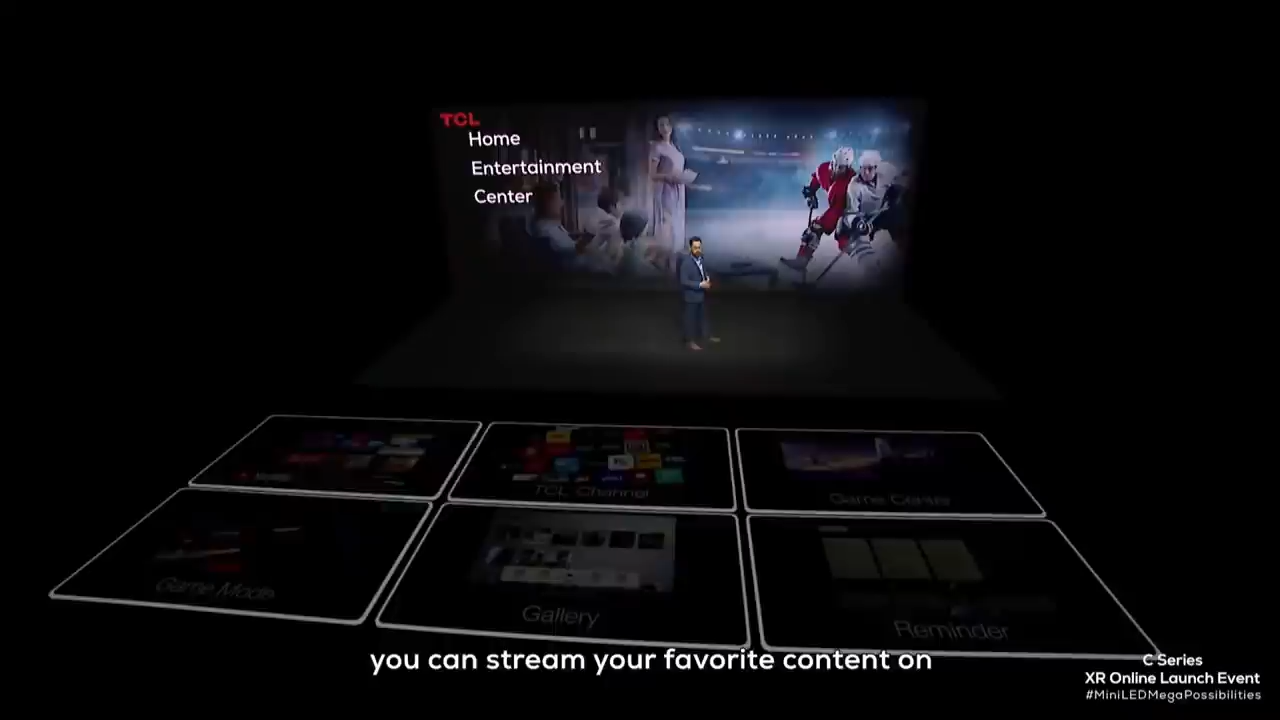 TCL
Home
Entertainment
Center
TCL Channel
Game Center
Game Mode
Gallery
Reminder
you can stream your favorite content on
C Series
XR Online Launch Event
#MiniLEDMegaPossibilities